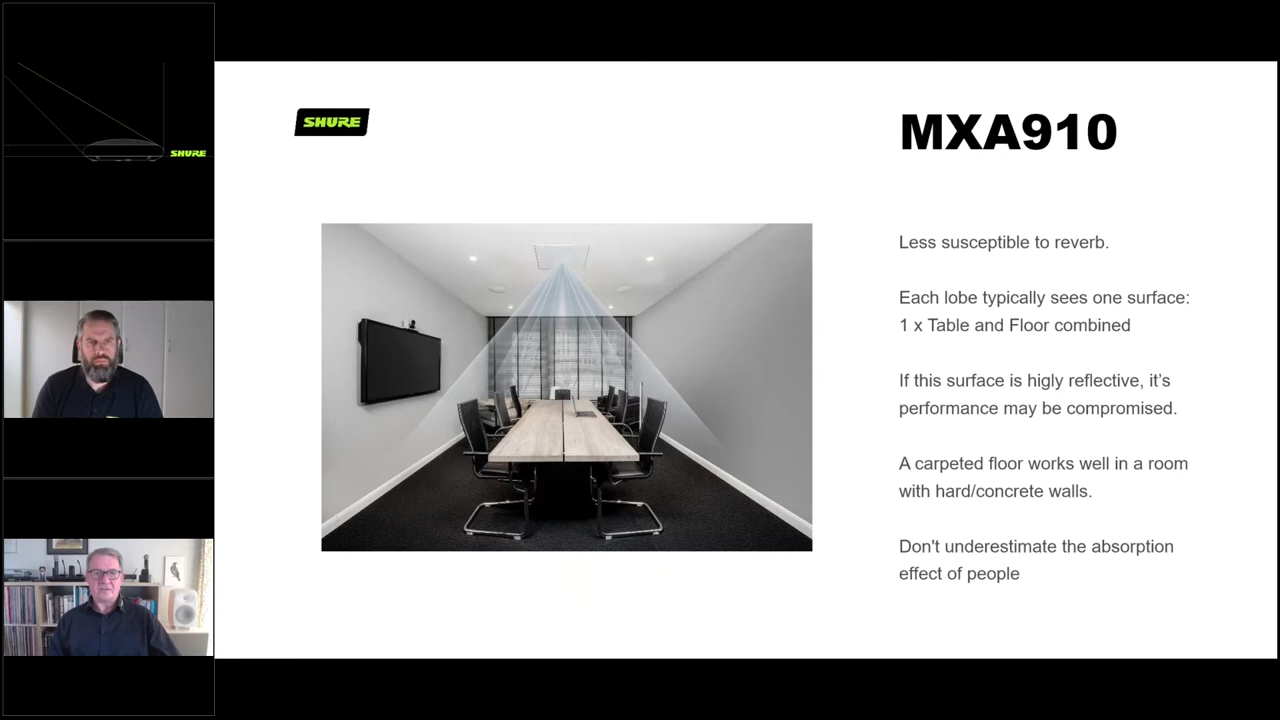 SHURE
SHURE
MXA910
Less susceptible to reverb.
Each lobe typically sees one surface:
1 x Table and Floor combined
If this surface is higly reflective, it's
performance may be compromised.
A carpeted floor works well in a room
with hard/concrete walls.
Don't underestimate the absorption
effect of people